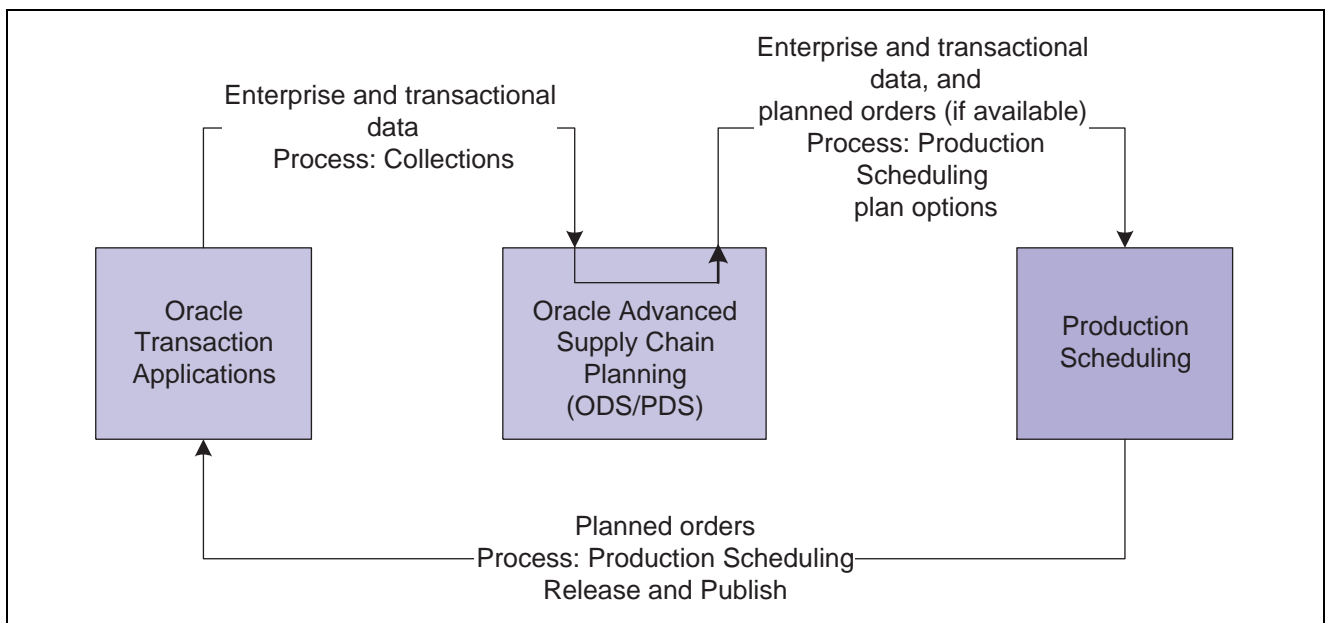 Enterprise and transactional
data
Process: Collections
Enterprise and transactional
data, and
planned orders (if available)
Process: Production
Scheduling
plan options
Oracle
Transaction
Applications
Oracle Advanced
Supply Chain
Planning
(ODS/PDS)
Production
Scheduling
Planned orders
Process: Production Scheduling
Release and Publish